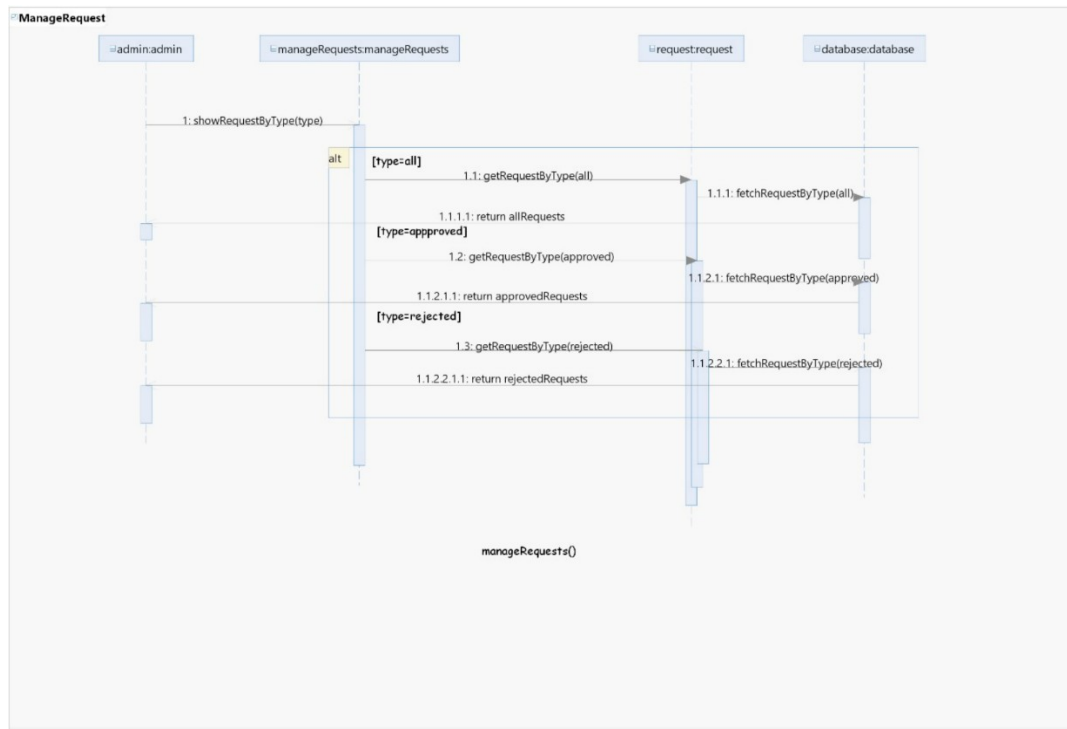 ManageRequest
admin:admin
manageRequests:manageRequests
request:request
database:database
1: showRequestByType(type)
alt
[type=all]
1.1: getRequestByType(all)
1.1.1: fetchRequestByType(all)
1.1.1.1: return allRequests
[type=appproved]
1.2: getRequestByType(approved)
1.1.2.1: fetchRequestByType(approved)
1.1.2.1.1: return approvedRequests
[type=rejected]
1.3: getRequestByType(rejected)
1.1.2.2.1: fetchRequestByType(rejected)
1.1.2.2.1.1: return rejectedRequests
manageRequests()